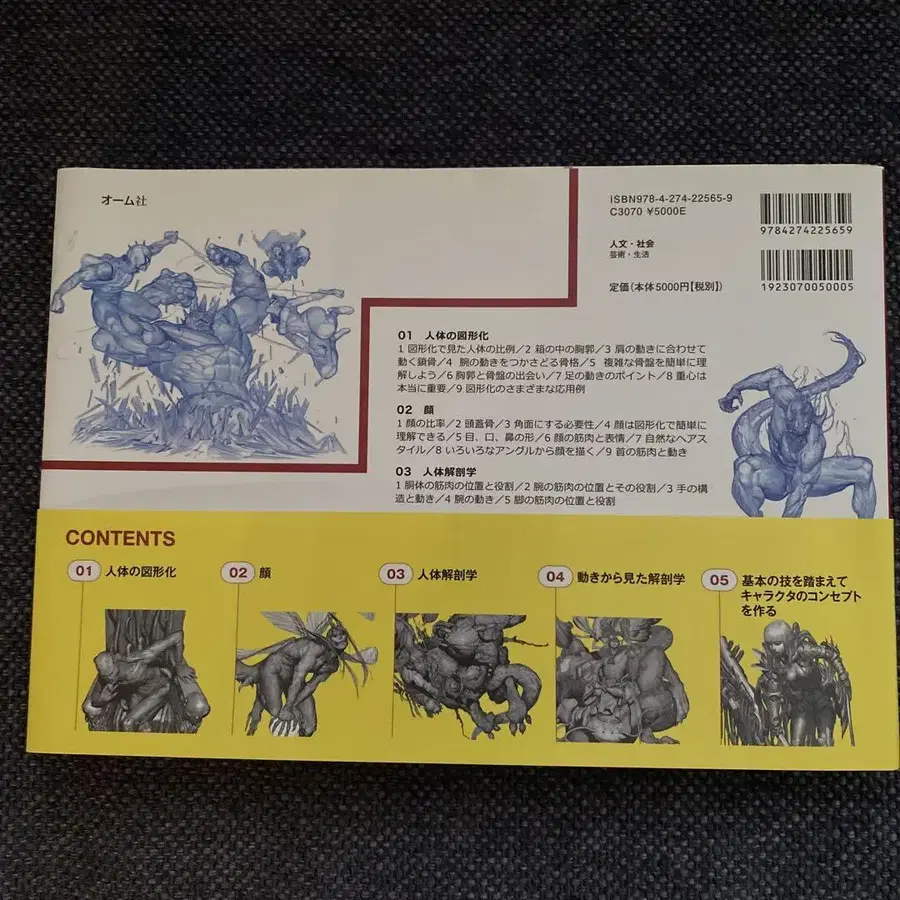 オーム社
ISBN978-4-274-22565-9
C3070 ¥5000E
人文・社会
芸術・生活
定価(本体5000円【税別】)
9784274225659
1923070050005
01 人体の図形化
1 図形化で見た人体の比例/2 箱の中の胸郭/3 肩の動きに合わせて
動く鎖骨/4 腕の動きをつかさどる骨格/5 複雑な骨盤を簡単に理
解しよう/6 胸郭と骨盤の出会い/7 足の動きのポイント/8 重心は
本当に重要/9 図形化のさまざまな応用例
02 顔
1 顔の比率/2 頭蓋骨/3 角面にする必要性/4 顔は図形化で簡単に
理解できる/5 目、口、鼻の形/6 顔の筋肉と表情/7 自然なヘアス
タイル/8 いろいろなアングルから顔を描く/9 首の筋肉と動き
03 人体解剖学
1 胴体の筋肉の位置と役割/2 腕の筋肉の位置とその役割/3 手の構
造と動き/4 腕の動き/5 脚の筋肉の位置と役割
CONTENTS
01 人体の図形化
02 顔
03 人体解剖学
04 動きから見た解剖学
05 基本の技を踏まえて
キャラクタのコンセプト
を作る